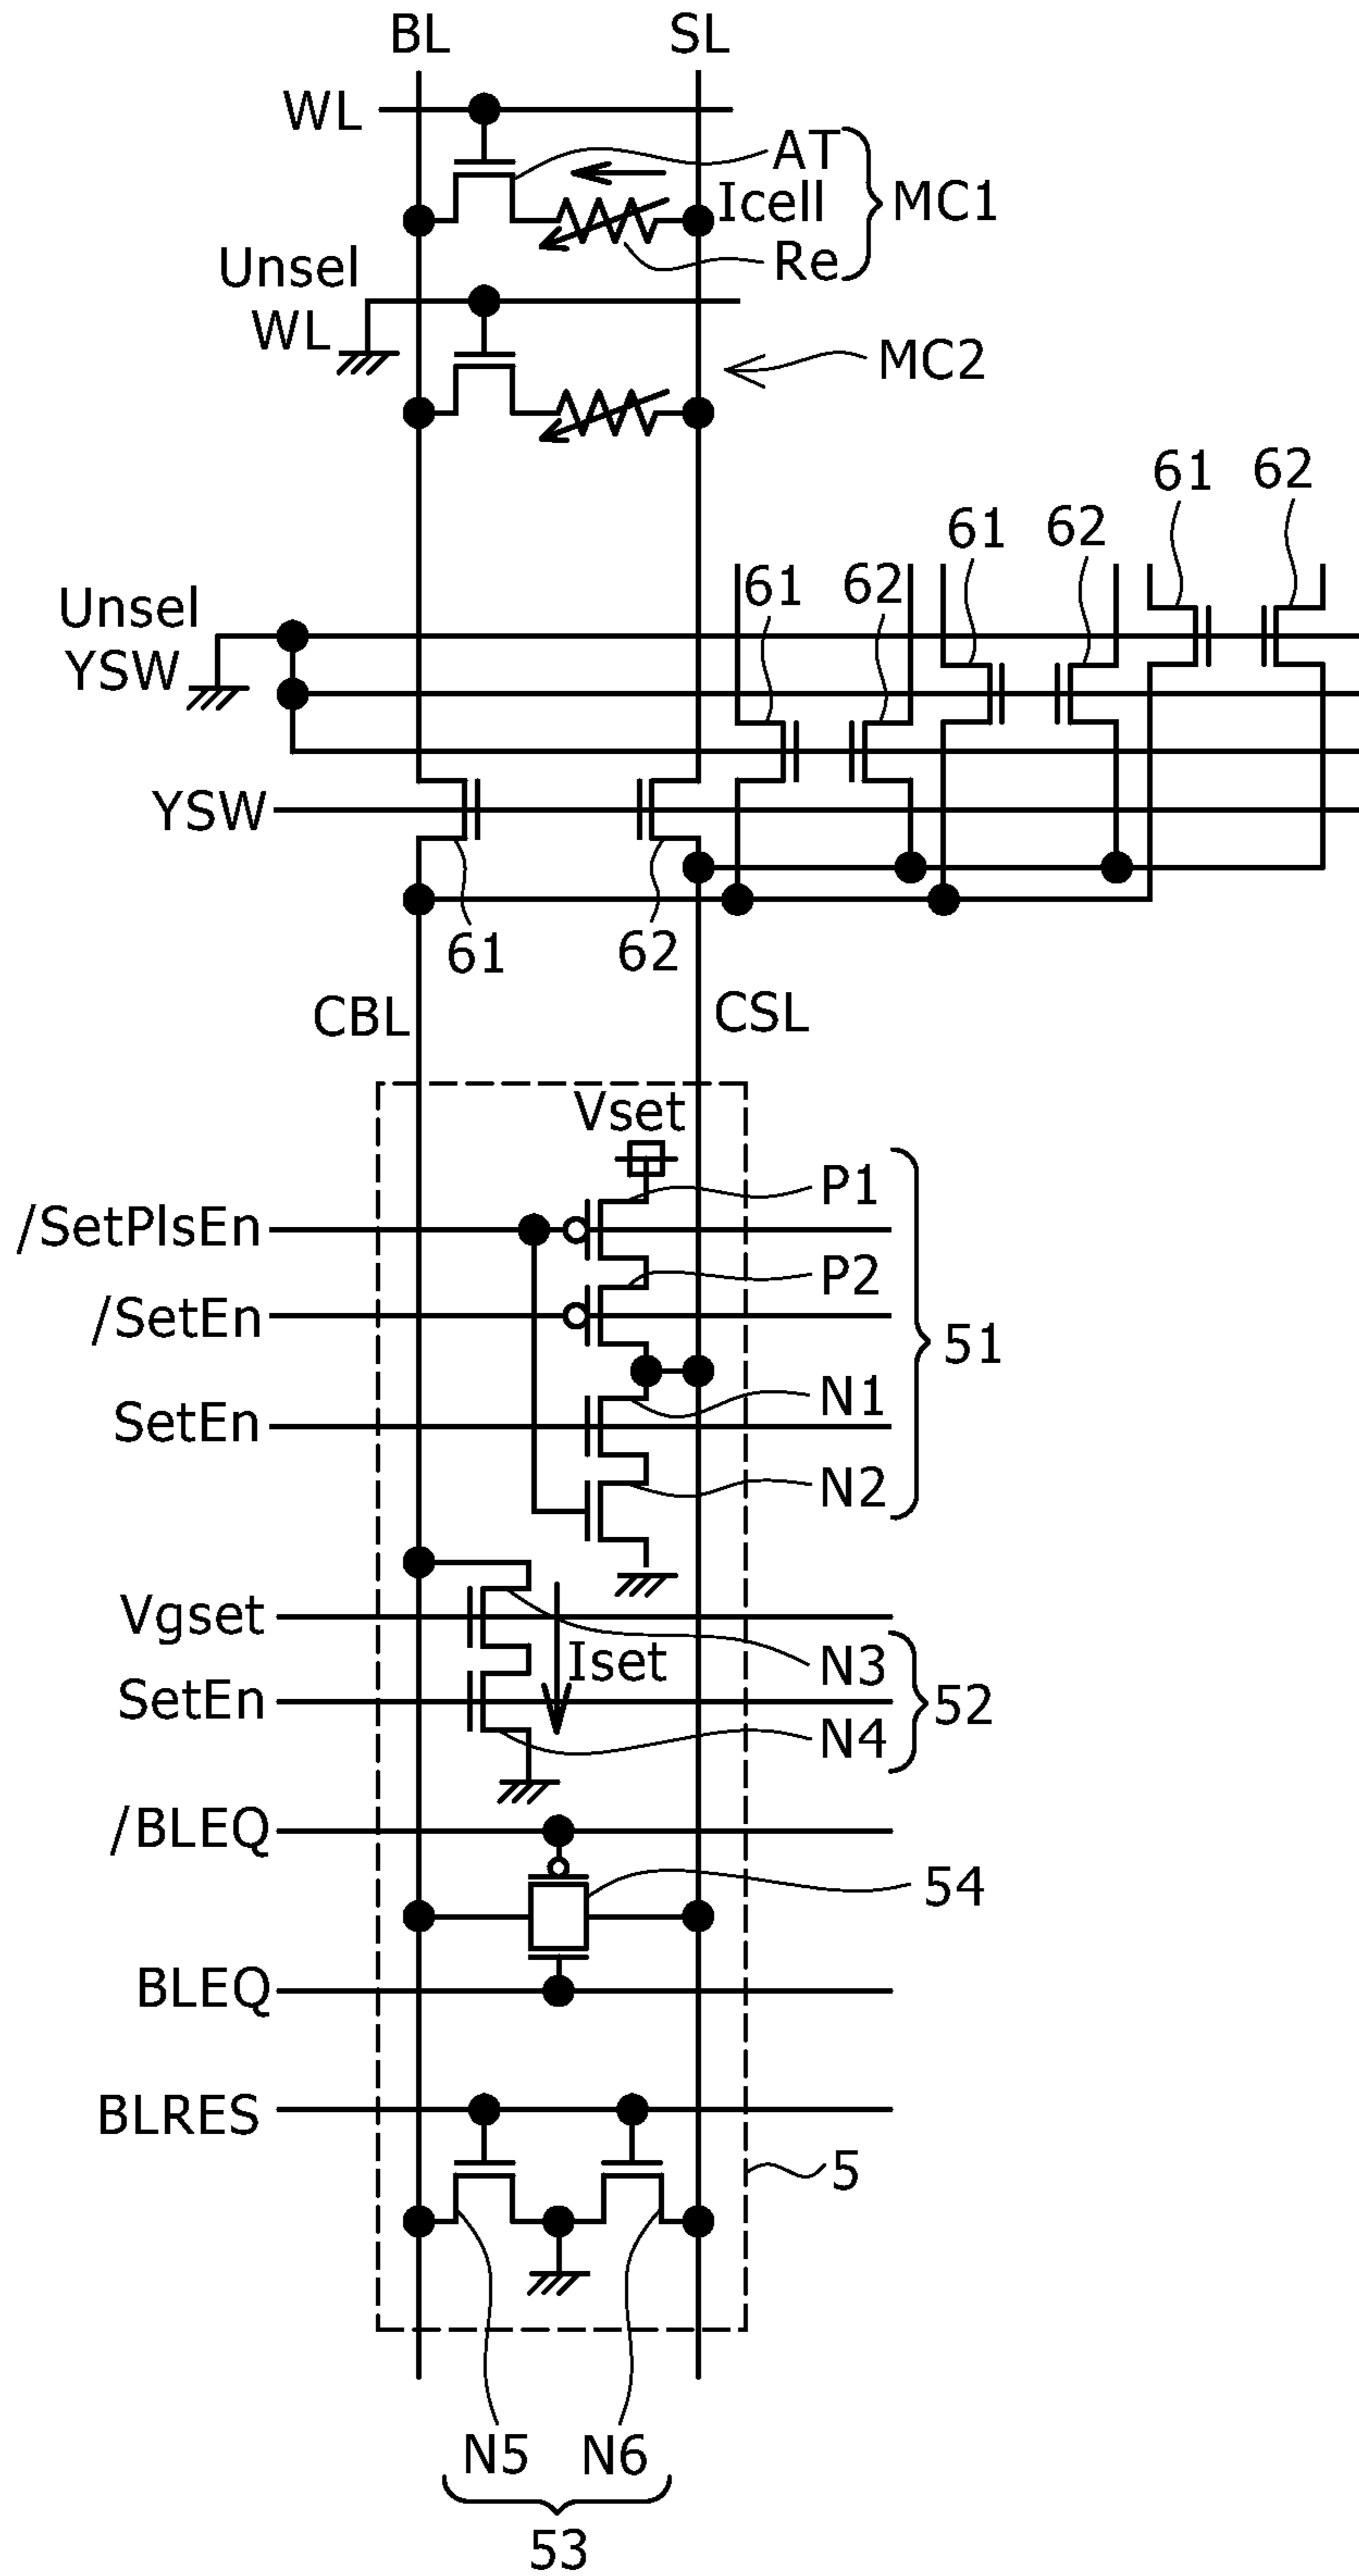 BL
SL
WL
AT
Icell
MC1
Re
Unsel
WL
MC2
61
62
61
62
61
62
Unsel
YSW
YSW
61
62
CBL
CSL
Vset
P1
/SetPlsEn
P2
/SetEn
51
N1
SetEn
N2
Vgset
Iset
N3
SetEn
52
N4
/BLEQ
54
BLEQ
BLRES
5
N5
N6
53